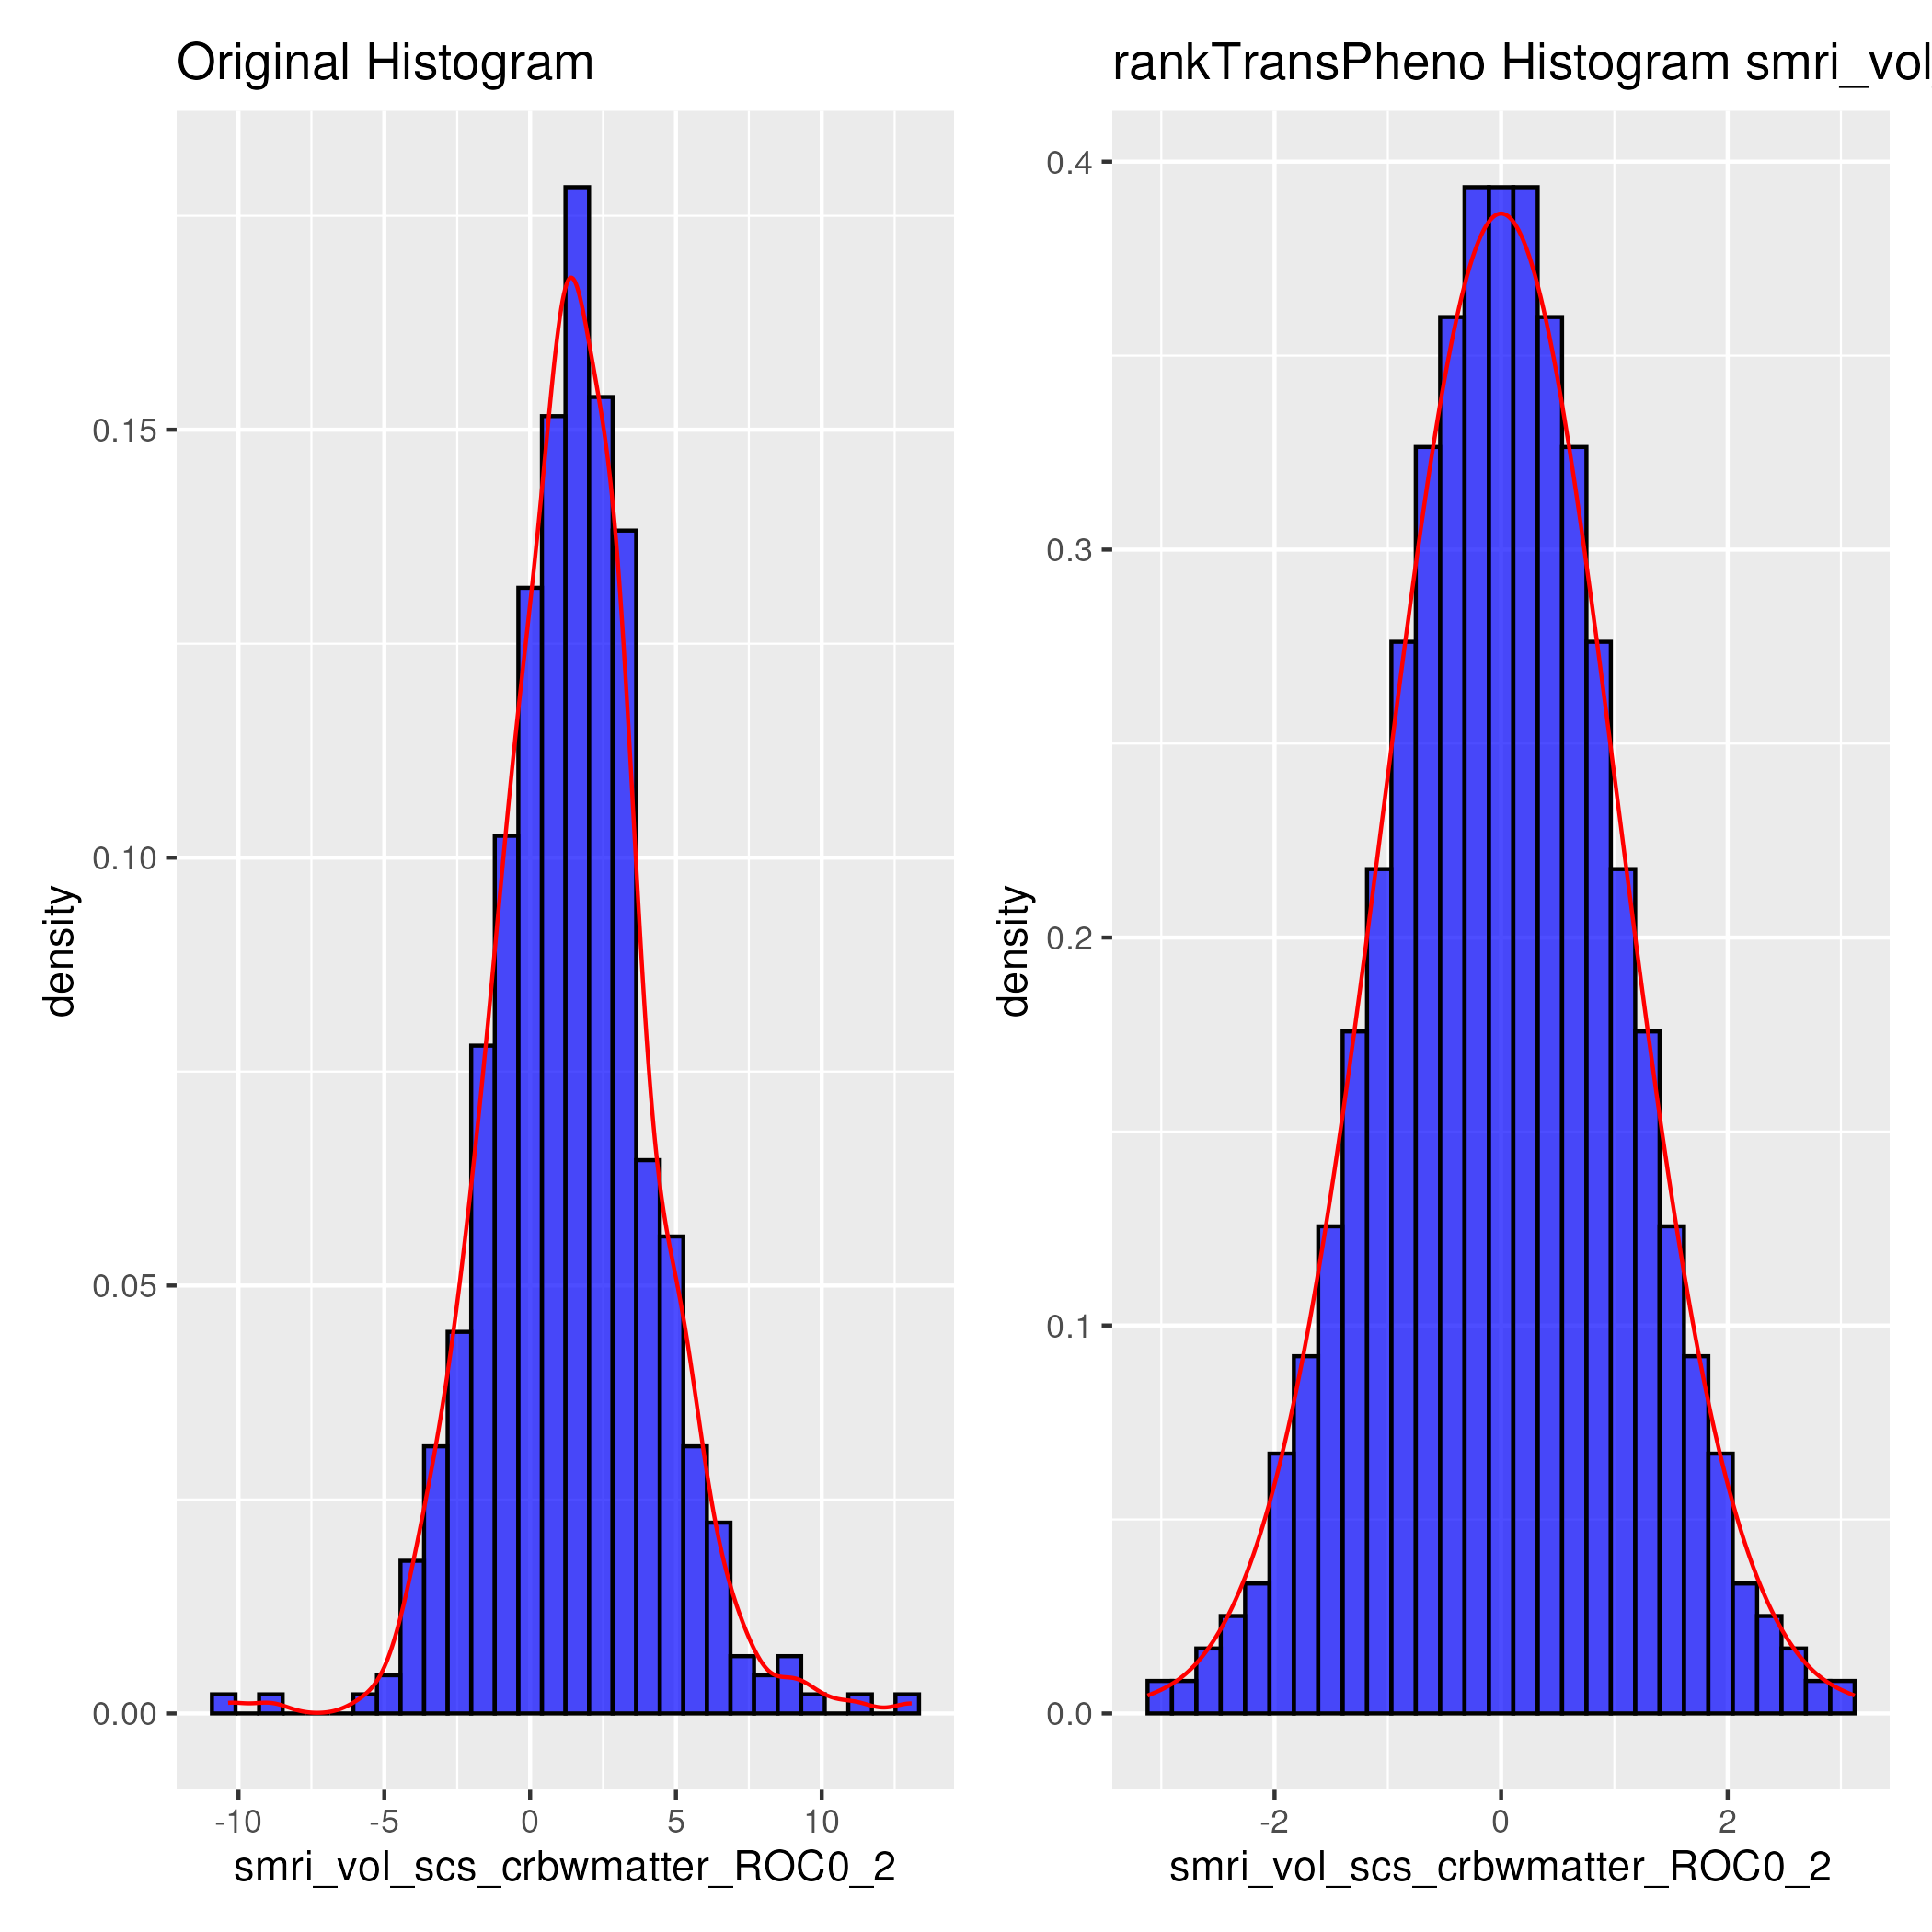 Original Histogram
density
0.15
0.10
0.05
0.00
-10 -5 0 5 10
smri_vol_scs_crbwmatter_ROC0_2
rankTransPheno Histogram smri_vol_
density
0.4
0.3
0.2
0.1
0.0
-2 0 2
smri_vol_scs_crbwmatter_ROC0_2